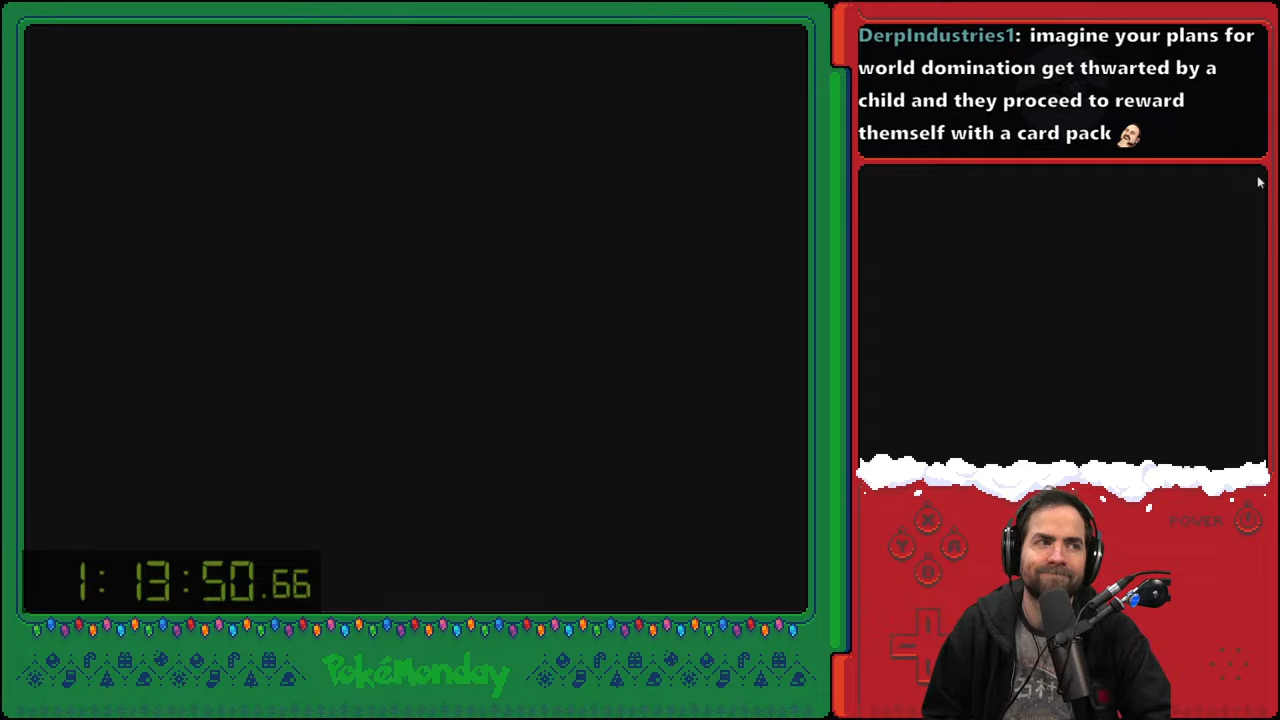 DerpIndustries1: imagine your plans for
world domination get thwarted by a
child and they proceed to reward
themself with a card pack
X
Y A
B
POWER
1:13:50.66
PokéMonday